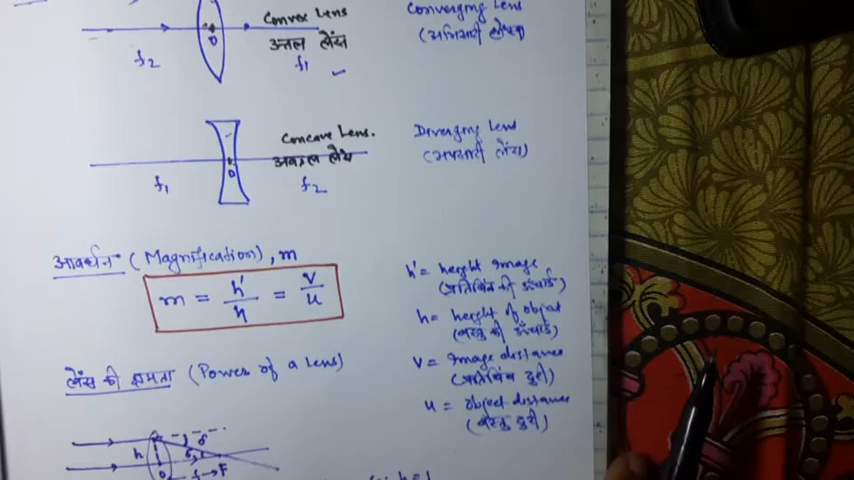 Convex Lens
Converging Lens
उत्तल लेंस
(अभिसारी लेंस)
O
f₂
f₁
Concave Lens.
Diverging Lens
अवतल लेंस
(अपसारी लेंस)
O
f₁
f₂
आवर्धन (Magnification), m
m = h'/h = v/u
h' = height Image
(प्रतिबिंब की ऊँचाई)
h = height of object
(वस्तु की ऊँचाई)
v = Image distance
(प्रतिबिंब दूरी)
u = object distance
(वस्तु दूरी)
लेंस की क्षमता (Power of a Lens)
δ
h
δ
O
f
F